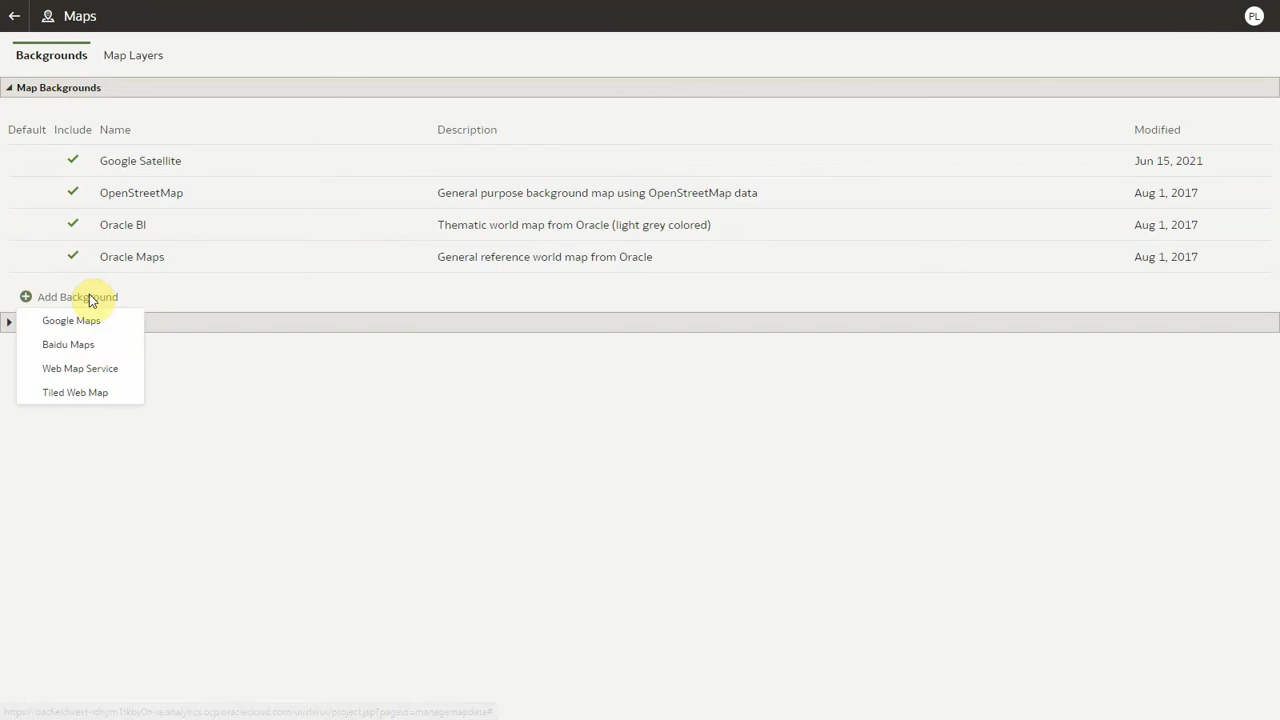 Maps
PL
Backgrounds Map Layers
Map Backgrounds
Default Include Name Description Modified
Google Satellite Jun 15, 2021
OpenStreetMap General purpose background map using OpenStreetMap data Aug 1, 2017
Oracle BI Thematic world map from Oracle (light grey colored) Aug 1, 2017
Oracle Maps General reference world map from Oracle Aug 1, 2017
Add Background
Google Maps
Baidu Maps
Web Map Service
Tiled Web Map